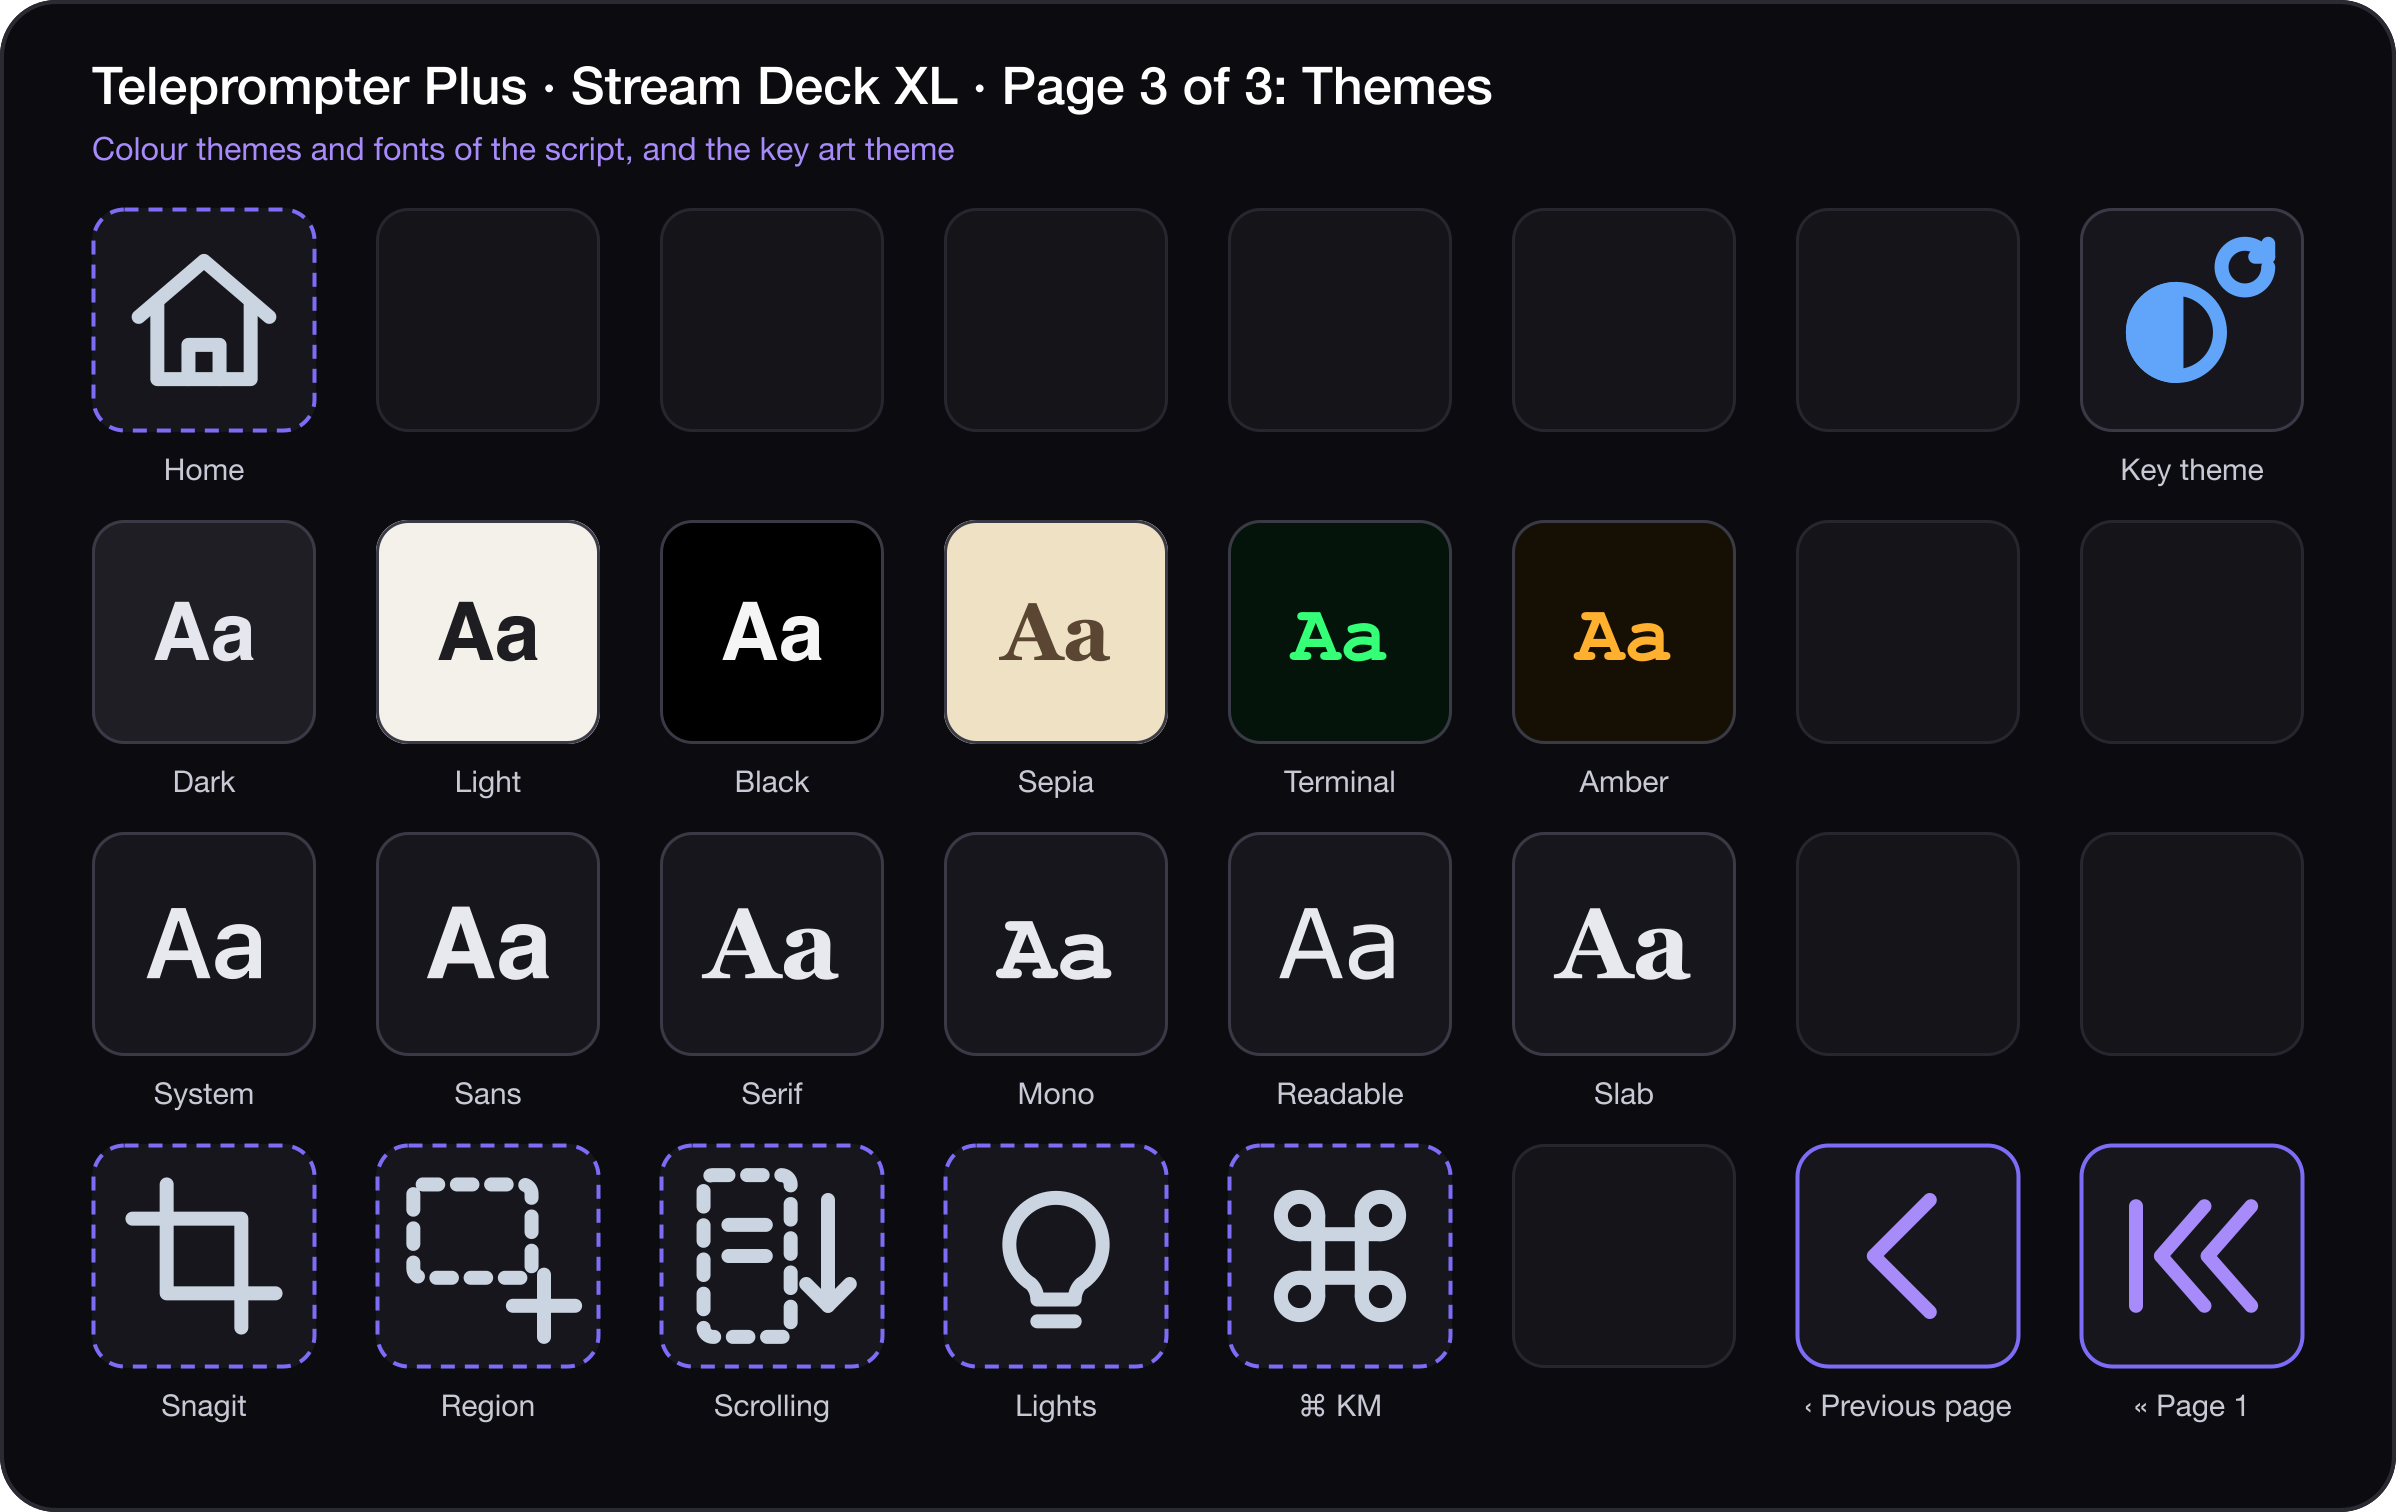 Teleprompter Plus · Stream Deck XL · Page 3 of 3: Themes
Colour themes and fonts of the script, and the key art theme
Home
Key theme
Aa
Aa
Aa
Aa
Aa
Aa
Dark
Light
Black
Sepia
Terminal
Amber
Aa
Aa
Aa
Aa
Aa
Aa
System
Sans
Serif
Mono
Readable
Slab
Snagit
Region
Scrolling
Lights
⌘ KM
‹ Previous page
« Page 1